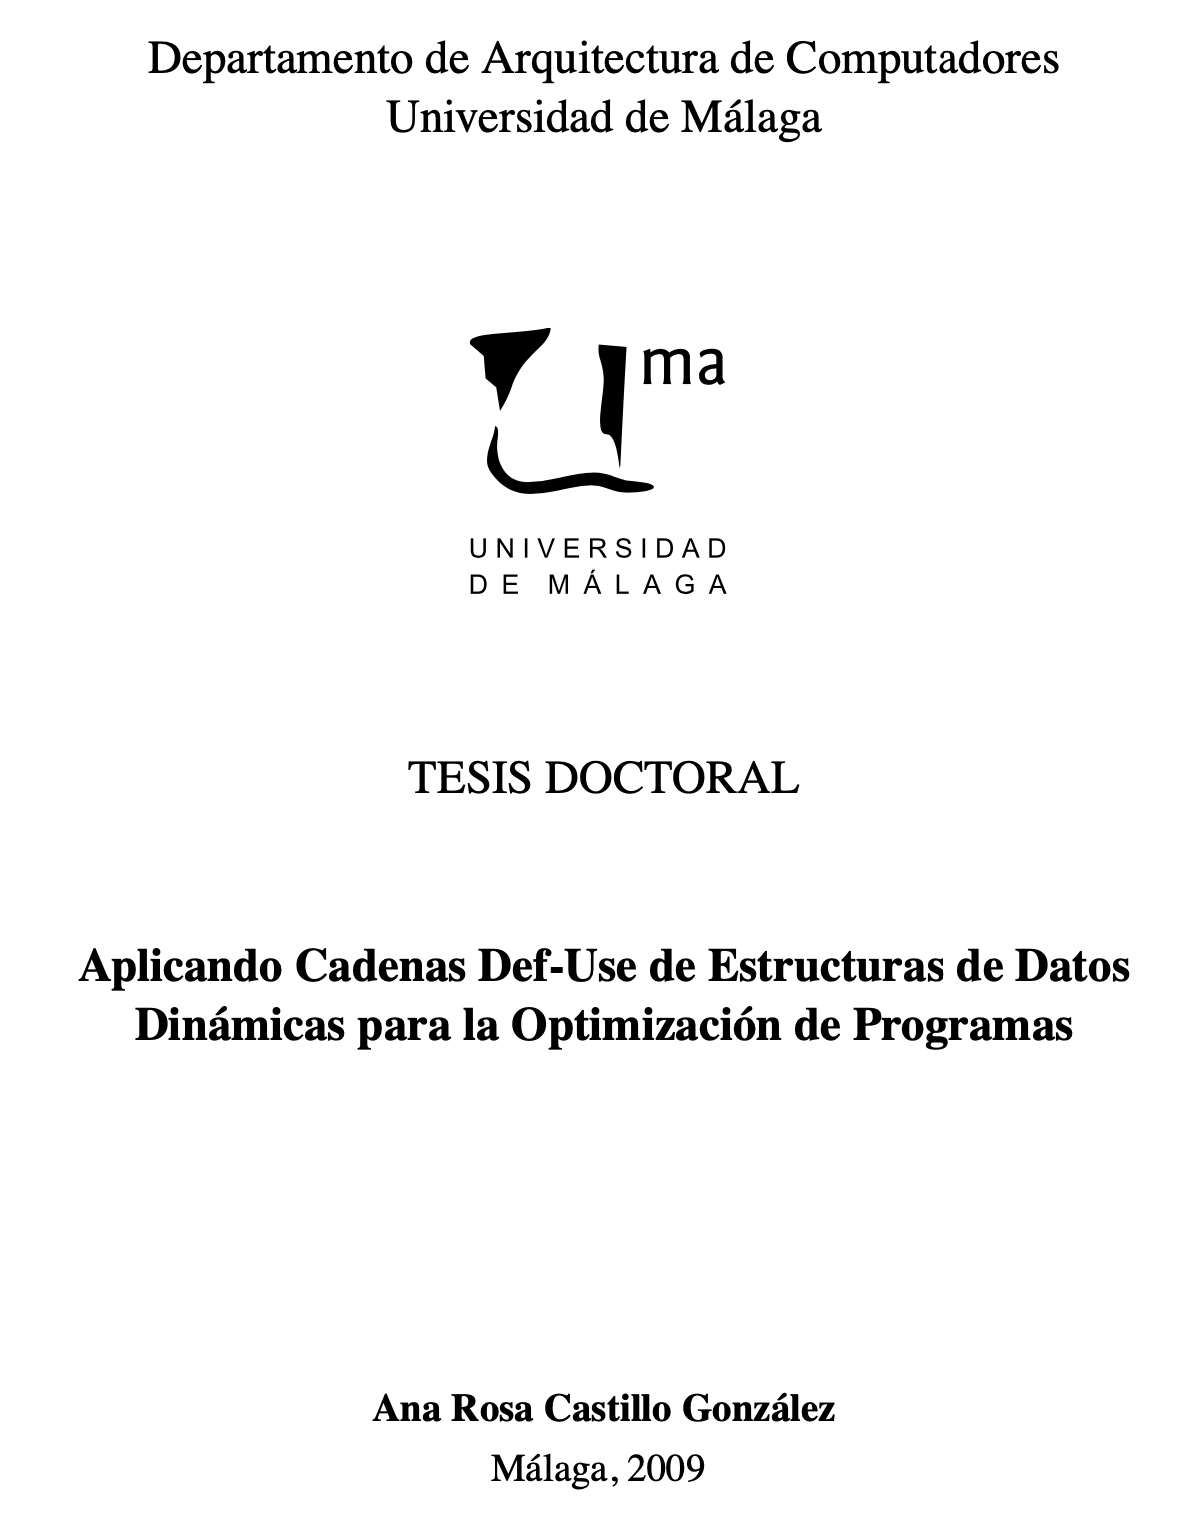 Departamento de Arquitectura de Computadores
Universidad de Málaga
Uma
UNIVERSIDAD
DE MÁLAGA
TESIS DOCTORAL
Aplicando Cadenas Def-Use de Estructuras de Datos
Dinámicas para la Optimización de Programas
Ana Rosa Castillo González
Málaga, 2009